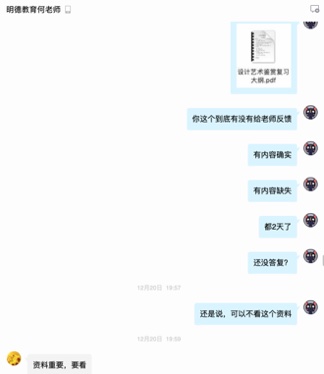 明德教育何老师
设计艺术鉴赏复习
大纲.pdf
你这个到底有没有给老师反馈
有内容确实
有内容缺失
都2天了
还没答复?
12月20日 19:57
还是说，可以不看这个资料
12月20日 19:59
资料重要，要看